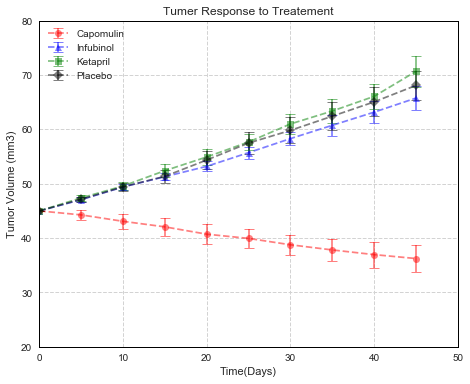 Tumer Response to Treatement
80
70
60
50
40
30
20
Tumor Volume (mm3)
Capomulin
Infubinol
Ketapril
Placebo
0 10 20 30 40 50
Time(Days)